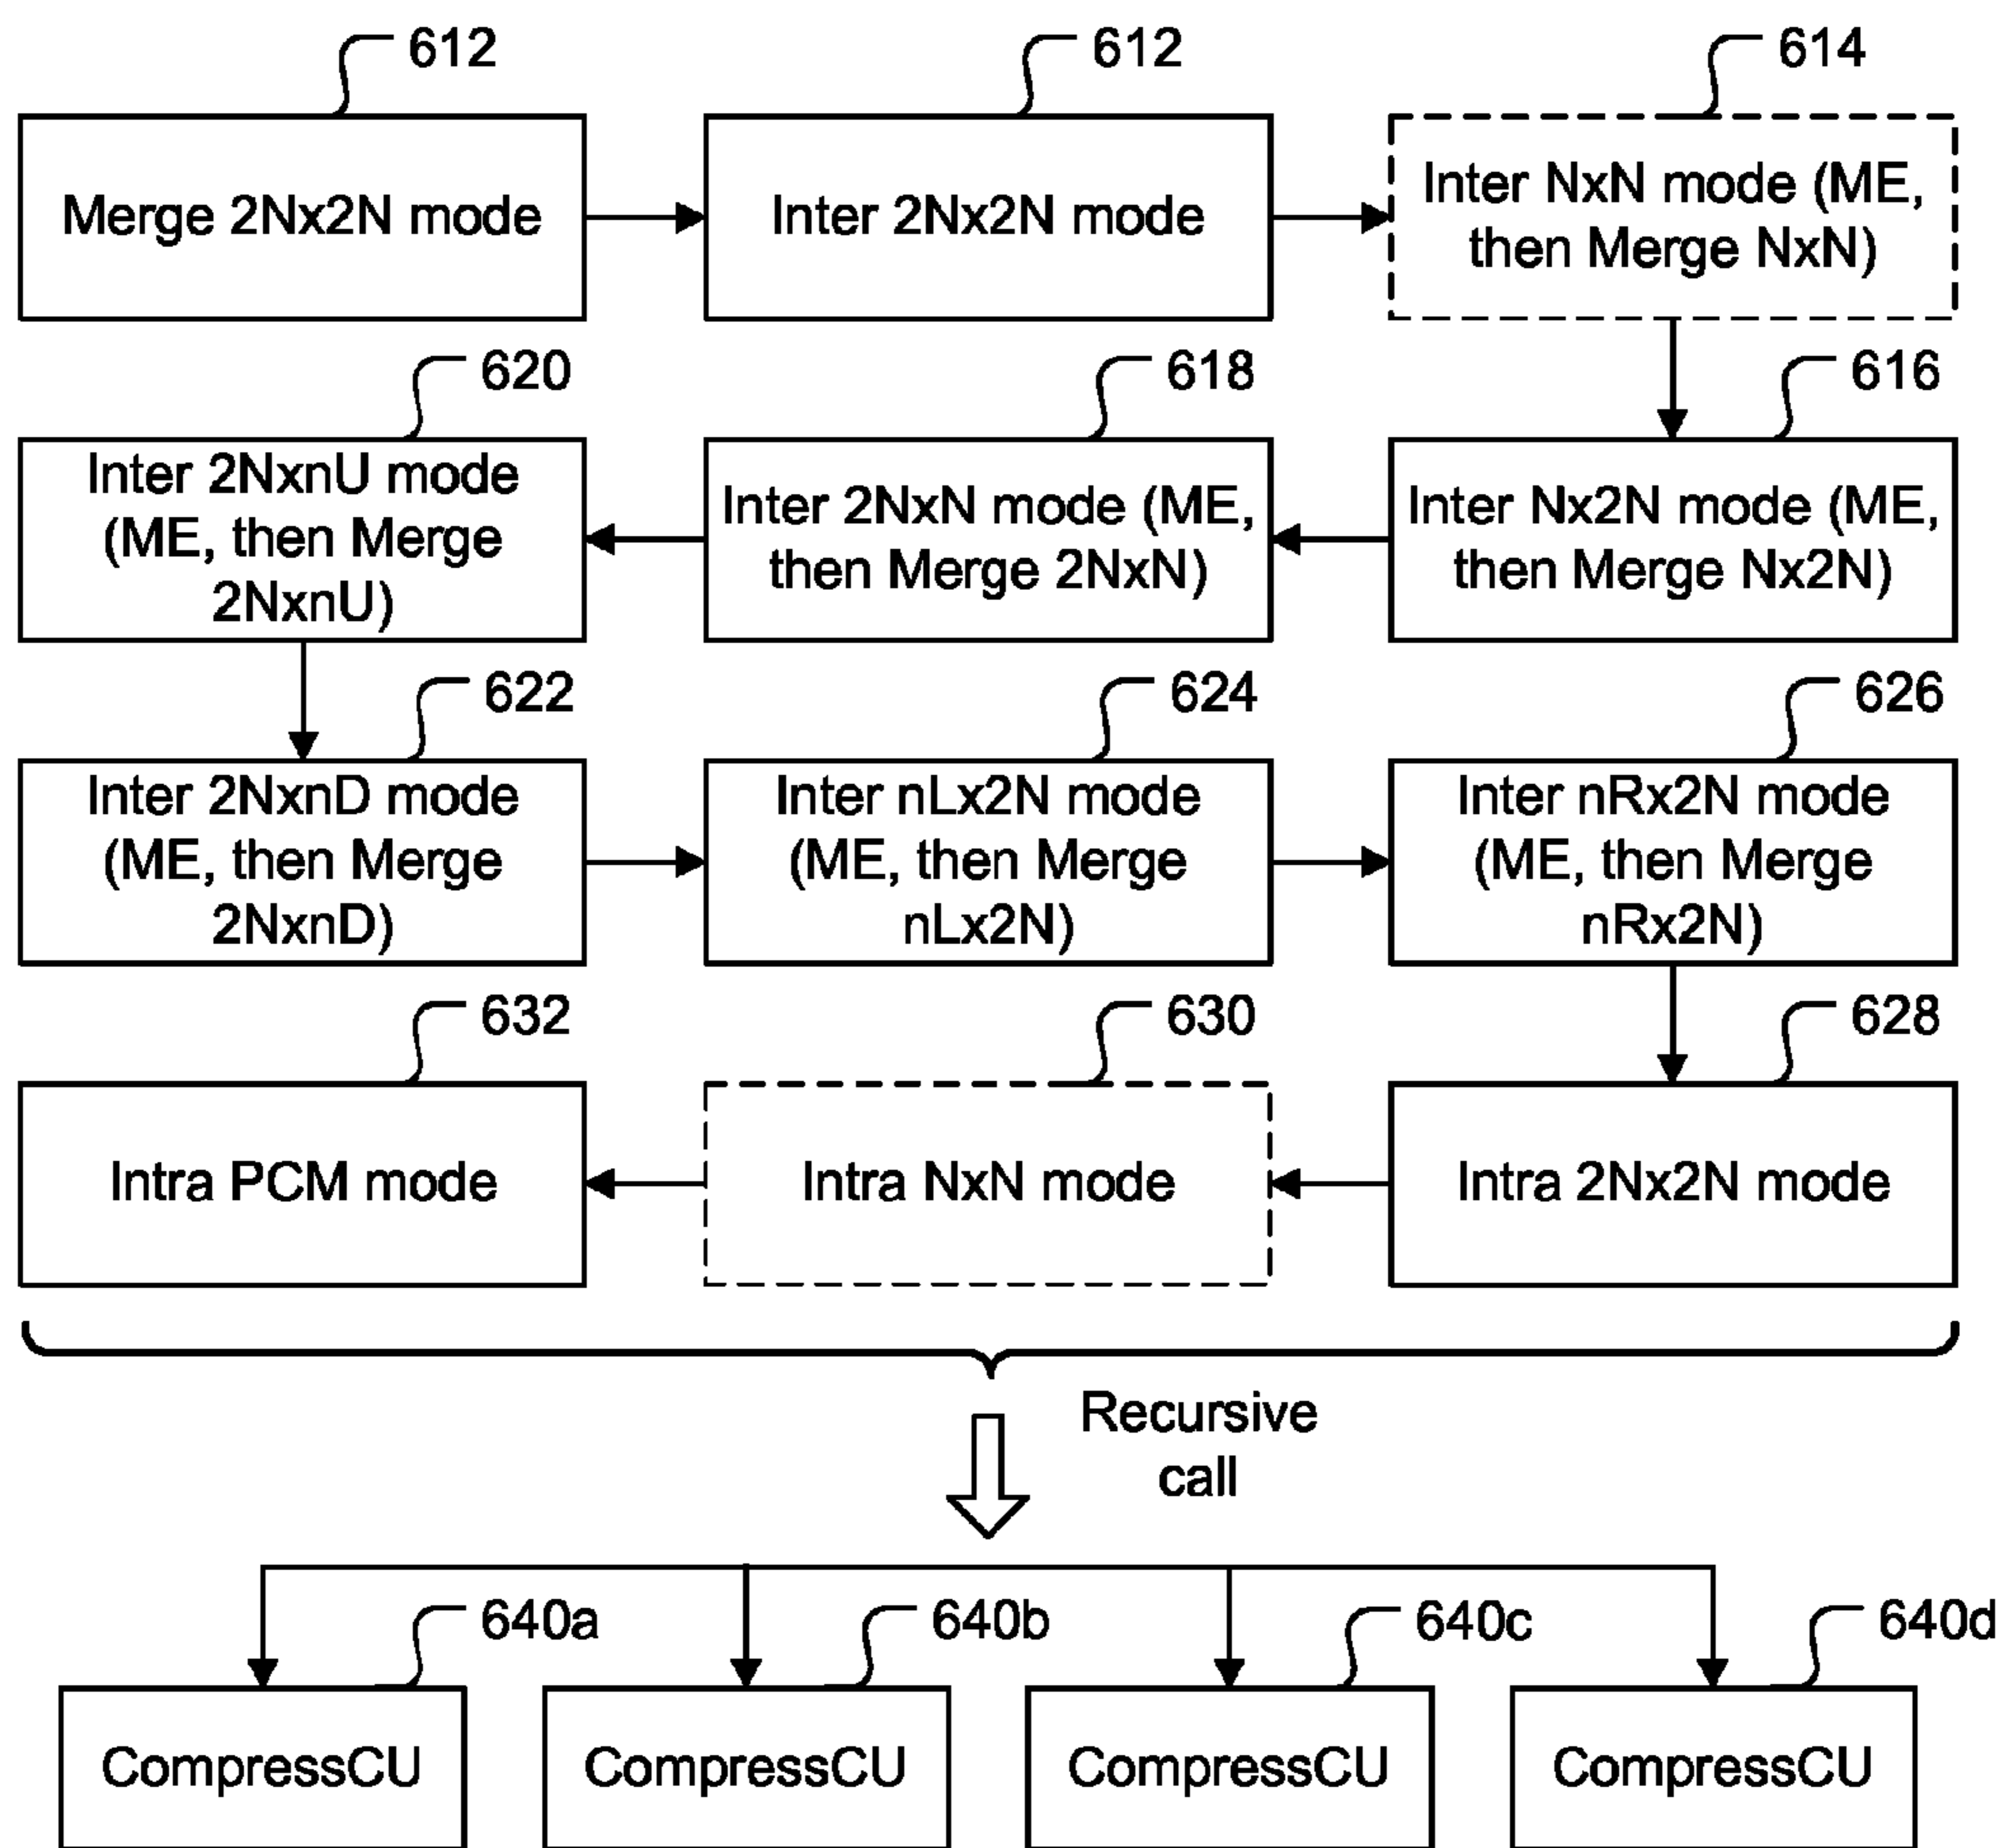 612
612
614
Merge 2Nx2N mode
Inter 2Nx2N mode
Inter NxN mode (ME,
then Merge NxN)
620
618
616
Inter 2NxnU mode
(ME, then Merge
2NxnU)
Inter 2NxN mode (ME,
then Merge 2NxN)
Inter Nx2N mode (ME,
then Merge Nx2N)
622
624
626
Inter 2NxnD mode
(ME, then Merge
2NxnD)
Inter nLx2N mode
(ME, then Merge
nLx2N)
Inter nRx2N mode
(ME, then Merge
nRx2N)
632
630
628
Intra PCM mode
Intra NxN mode
Intra 2Nx2N mode
Recursive
call
640a
640b
640c
640d
CompressCU
CompressCU
CompressCU
CompressCU